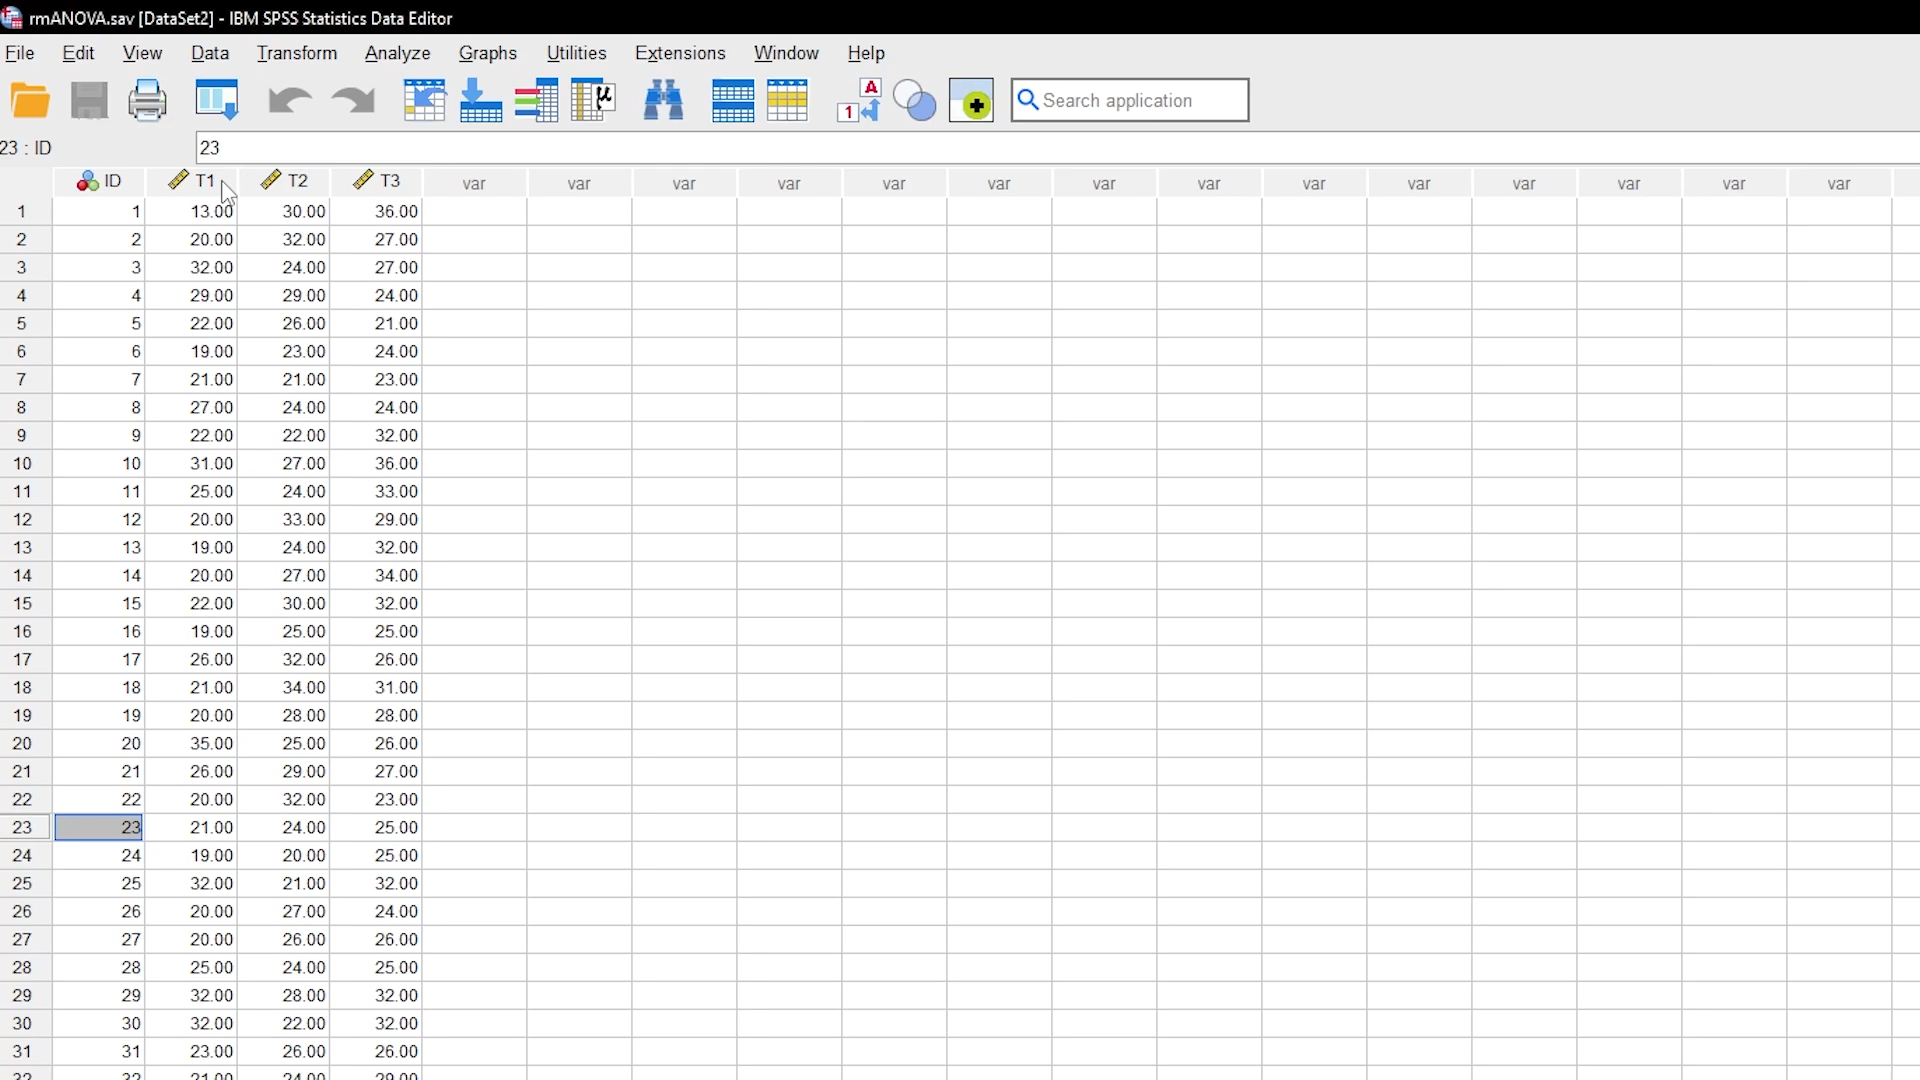 rmANOVA.sav [DataSet2] - IBM SPSS Statistics Data Editor
File Edit View Data Transform Analyze Graphs Utilities Extensions Window Help
µ A 1 Search application
23 : ID 23
ID T1 T2 T3 var var var var var var var var var var var var var var
1 1 13.00 30.00 36.00
2 2 20.00 32.00 27.00
3 3 32.00 24.00 27.00
4 4 29.00 29.00 24.00
5 5 22.00 26.00 21.00
6 6 19.00 23.00 24.00
7 7 21.00 21.00 23.00
8 8 27.00 24.00 24.00
9 9 22.00 22.00 32.00
10 10 31.00 27.00 36.00
11 11 25.00 24.00 33.00
12 12 20.00 33.00 29.00
13 13 19.00 24.00 32.00
14 14 20.00 27.00 34.00
15 15 22.00 30.00 32.00
16 16 19.00 25.00 25.00
17 17 26.00 32.00 26.00
18 18 21.00 34.00 31.00
19 19 20.00 28.00 28.00
20 20 35.00 25.00 26.00
21 21 26.00 29.00 27.00
22 22 20.00 32.00 23.00
23 23 21.00 24.00 25.00
24 24 19.00 20.00 25.00
25 25 32.00 21.00 32.00
26 26 20.00 27.00 24.00
27 27 20.00 26.00 26.00
28 28 25.00 24.00 25.00
29 29 32.00 28.00 32.00
30 30 32.00 22.00 32.00
31 31 23.00 26.00 26.00
32 32 21.00 24.00 29.00